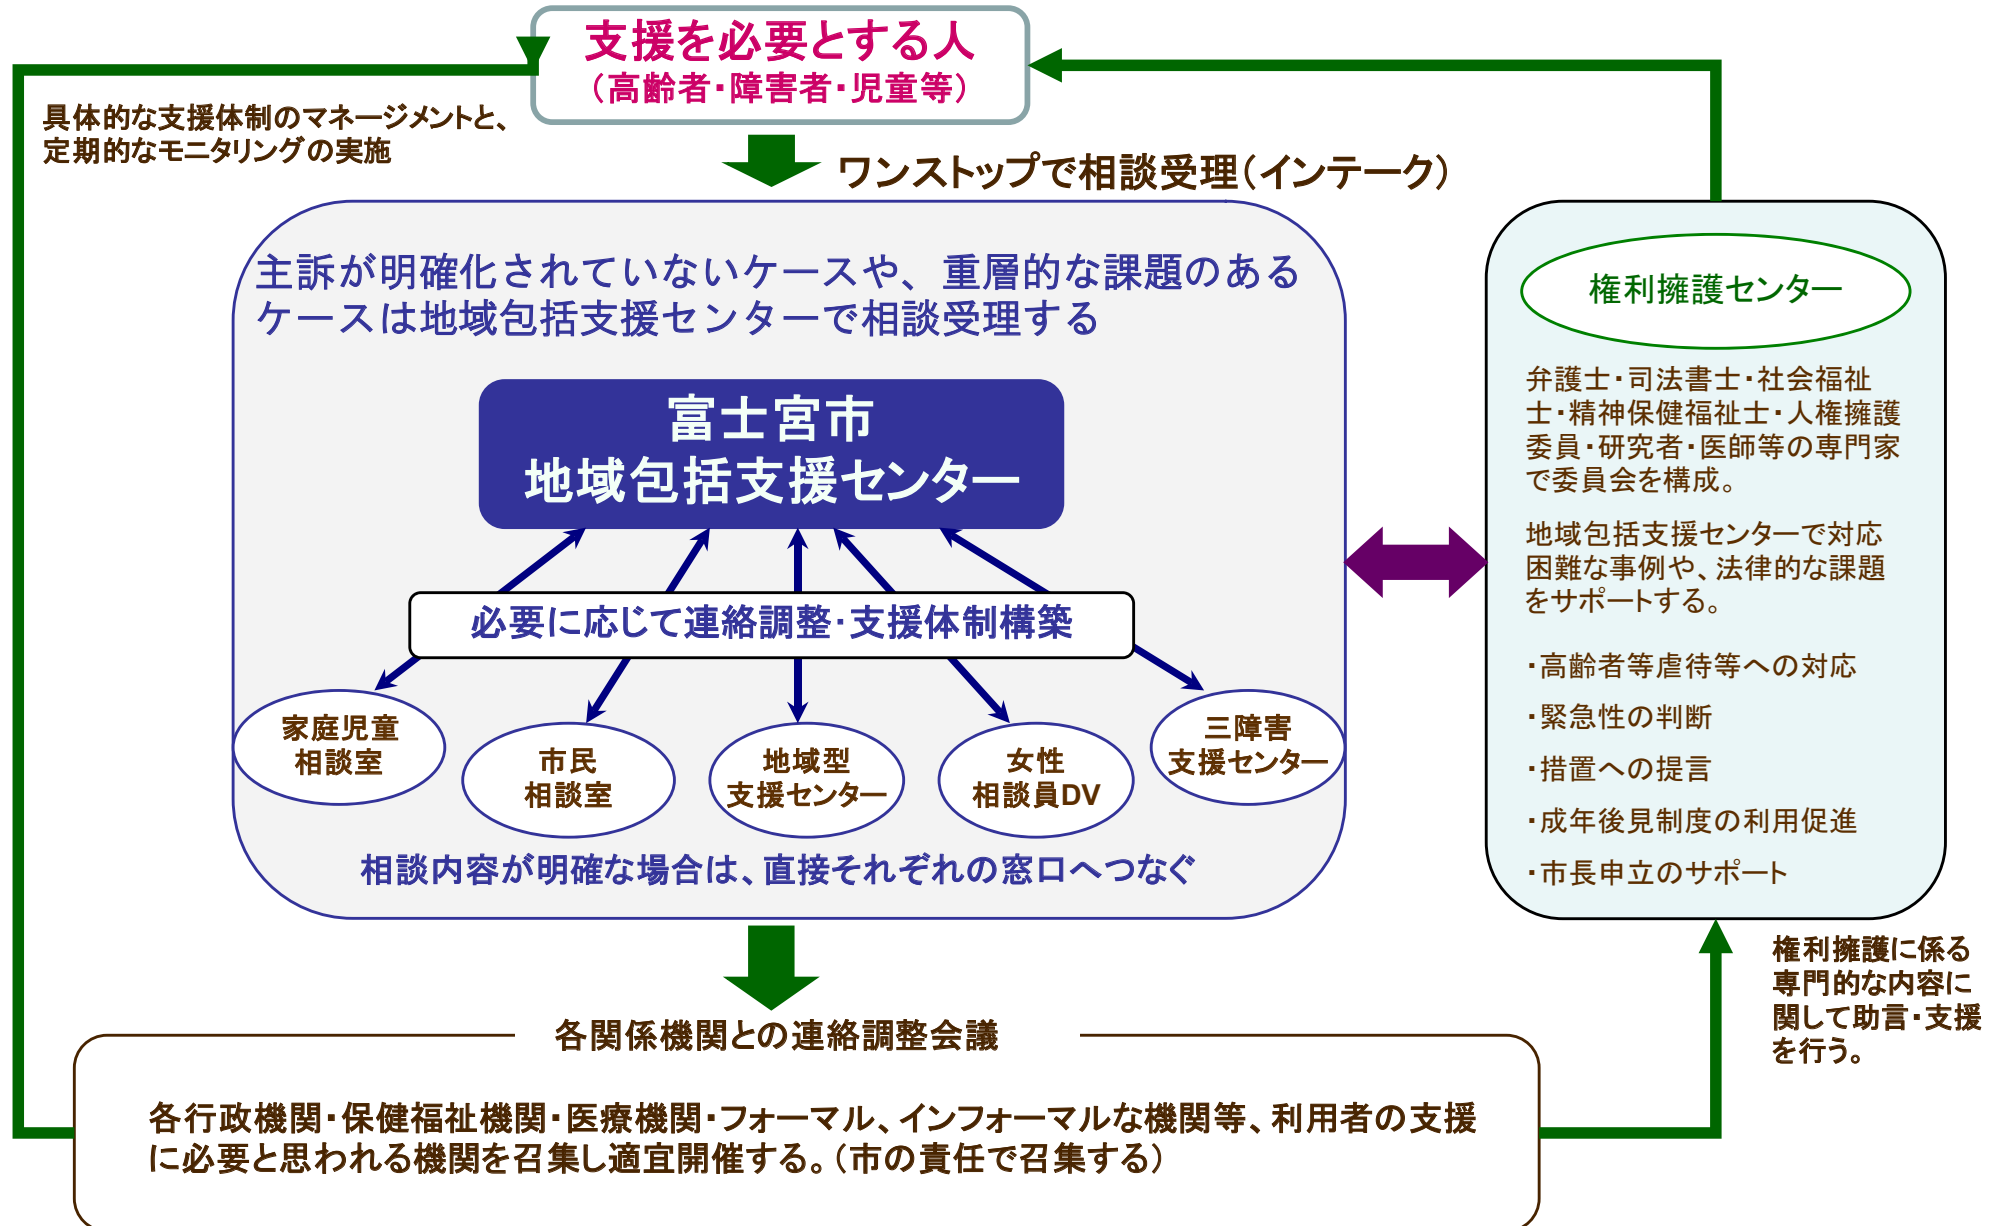 支援を必要とする人
（高齢者・障害者・児童等）
具体的な支援体制のマネージメントと、
定期的なモニタリングの実施
ワンストップで相談受理（インテーク）
主訴が明確化されていないケースや、重層的な課題のある
ケースは地域包括支援センターで相談受理する
富士宮市
地域包括支援センター
必要に応じて連絡調整・支援体制構築
家庭児童
相談室
市民
相談室
地域型
支援センター
女性
相談員DV
三障害
支援センター
相談内容が明確な場合は、直接それぞれの窓口へつなぐ
権利擁護センター
弁護士・司法書士・社会福祉
士・精神保健福祉士・人権擁護
委員・研究者・医師等の専門家
で委員会を構成。
地域包括支援センターで対応
困難な事例や、法律的な課題
をサポートする。
・高齢者等虐待等への対応
・緊急性の判断
・措置への提言
・成年後見制度の利用促進
・市長申立のサポート
権利擁護に係る
専門的な内容に
関して助言・支援
を行う。
各関係機関との連絡調整会議
各行政機関・保健福祉機関・医療機関・フォーマル、インフォーマルな機関等、利用者の支援
に必要と思われる機関を召集し適宜開催する。（市の責任で召集する）